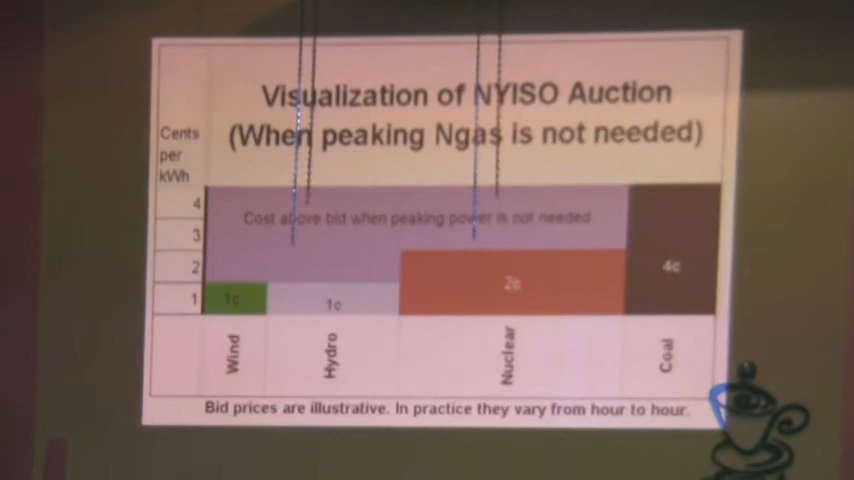 Visualization of NYISO Auction
(When peaking Ngas is not needed)
Cents
per
kWh
4
3
2
1
Cost above bid when peaking power is not needed
1c
1c
2c
4c
Wind
Hydro
Nuclear
Coal
Bid prices are illustrative. In practice they vary from hour to hour.